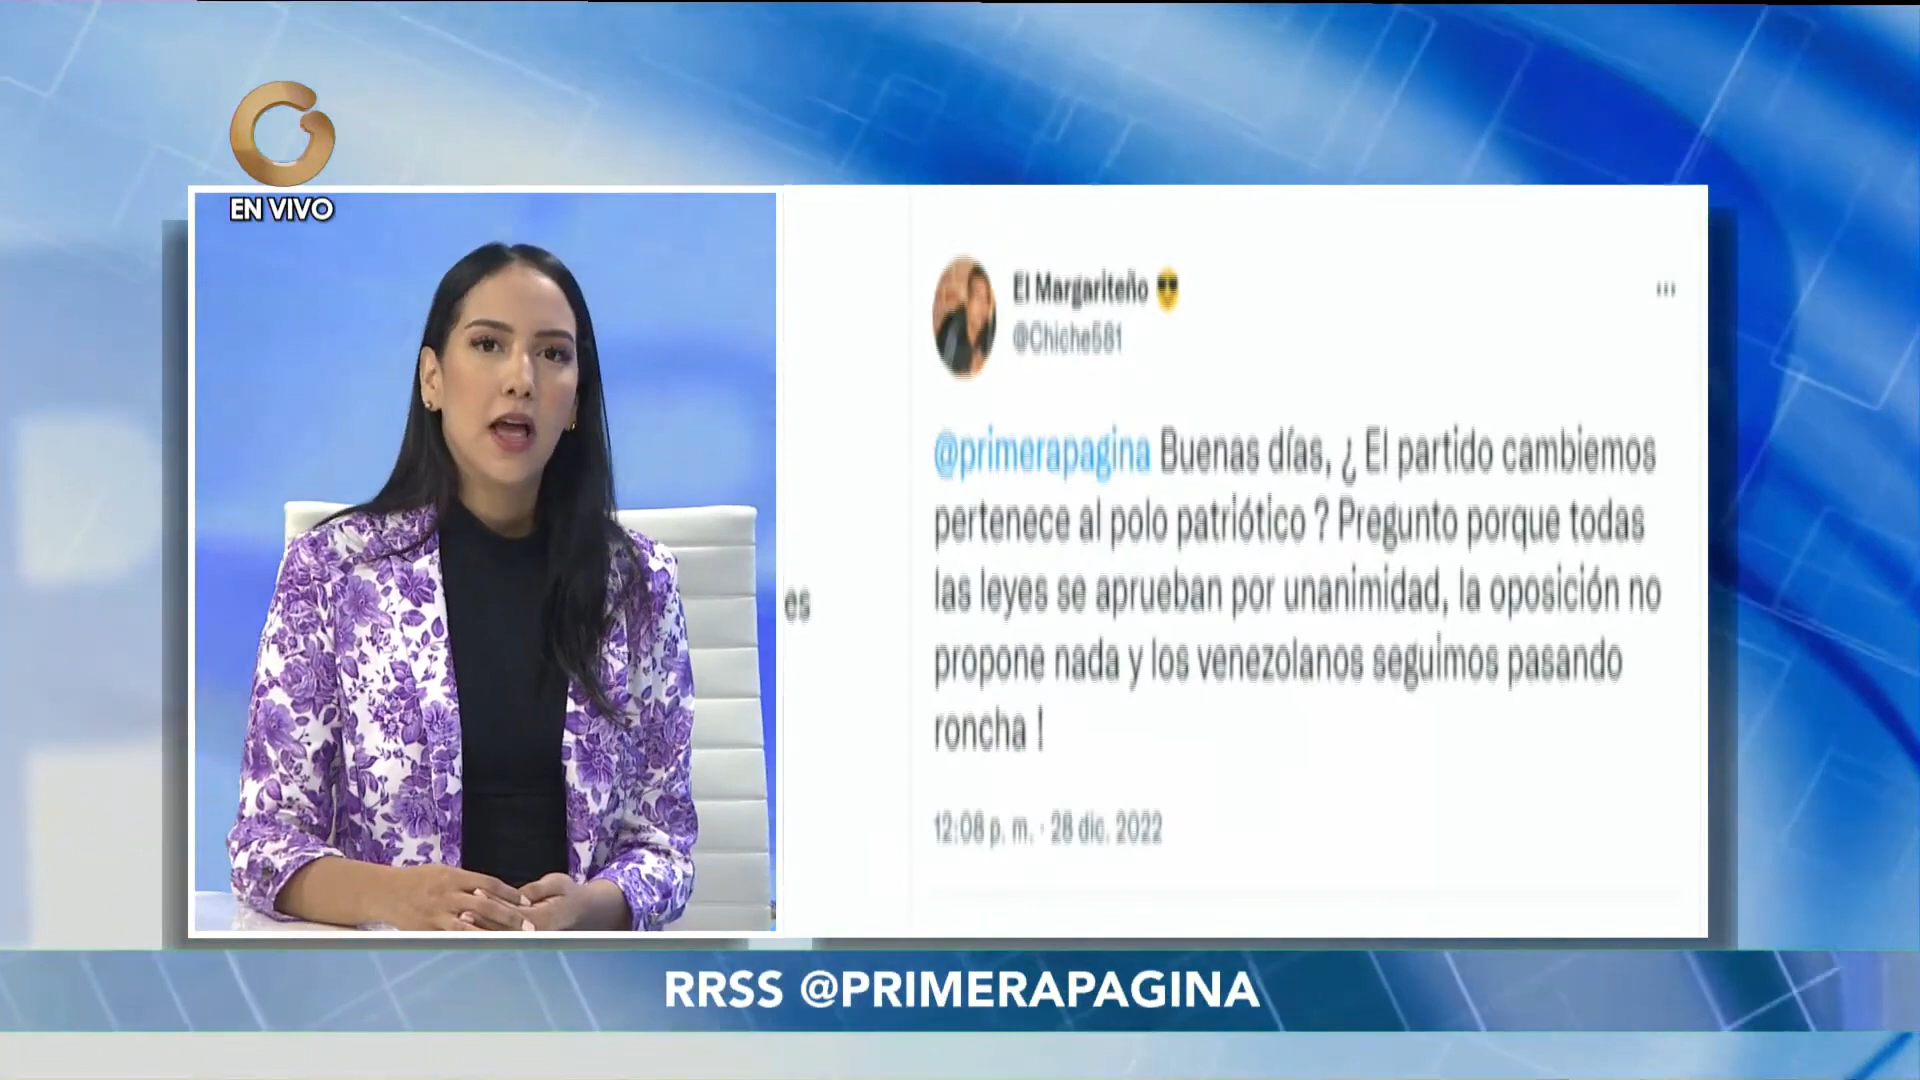 EN VIVO
El Margariteño
@Chiche581
@primerapagina Buenas días, ¿ El partido cambiemos
pertenece al polo patriótico ? Pregunto porque todas
las leyes se aprueban por unanimidad, la oposición no
propone nada y los venezolanos seguimos pasando
roncha !
12:08 p. m. · 28 dic. 2022
es
RRSS @PRIMERAPAGINA